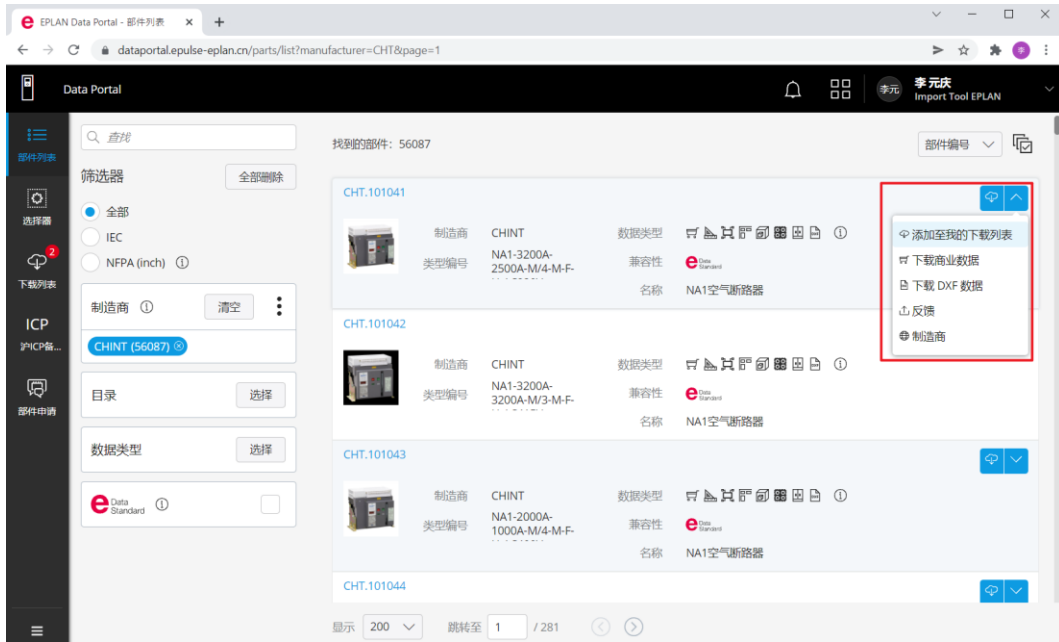 EPLAN Data Portal - 部件列表
dataportal.epulse-eplan.cn/parts/list?manufacturer=CHT&page=1
李
Data Portal
李元
李元庆
Import Tool EPLAN
部件列表
选择器
2
下载列表
ICP
沪ICP备...
部件申请
查找
筛选器
全部删除
全部
IEC
NFPA (inch)
制造商
清空
CHINT (56087)
目录
选择
数据类型
选择
Data
Standard
找到的部件: 56087
部件编号
CHT.101041
制造商 CHINT 数据类型
类型编号 NA1-3200A-
2500A-M/4-M-F-
兼容性 Data
Standard
名称 NA1空气断路器
添加至我的下载列表
下载商业数据
下载 DXF 数据
反馈
制造商
CHT.101042
制造商 CHINT 数据类型
类型编号 NA1-3200A-
3200A-M/3-M-F-
兼容性 Data
Standard
名称 NA1空气断路器
CHT.101043
制造商 CHINT 数据类型
类型编号 NA1-2000A-
1000A-M/4-M-F-
兼容性 Data
Standard
名称 NA1空气断路器
CHT.101044
显示 200 跳转至 1 / 281